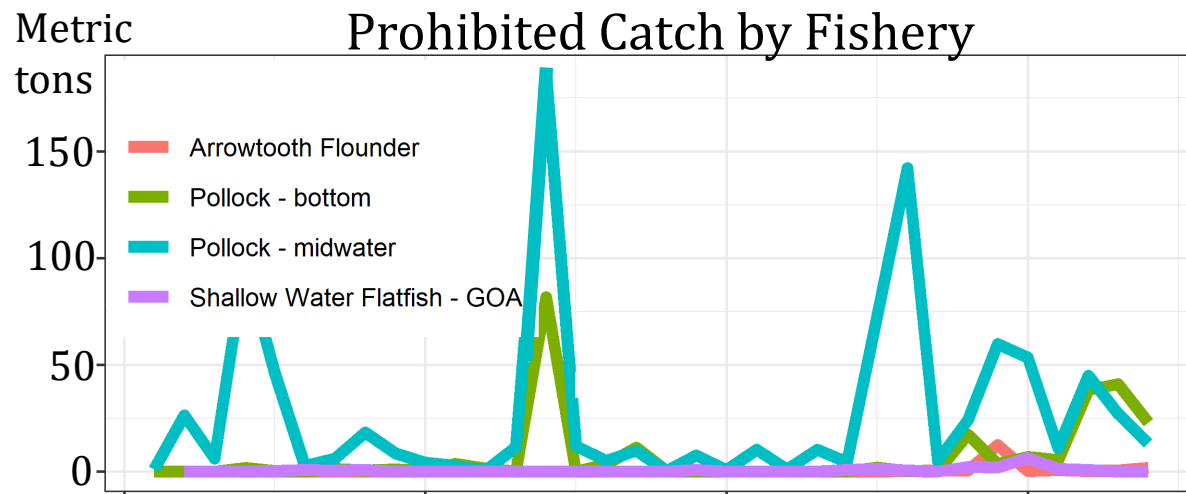 Prohibited Catch by Fishery
Metric
tons
150
100
50
0
Arrowtooth Flounder
Pollock - bottom
Pollock - midwater
Shallow Water Flatfish - GOA